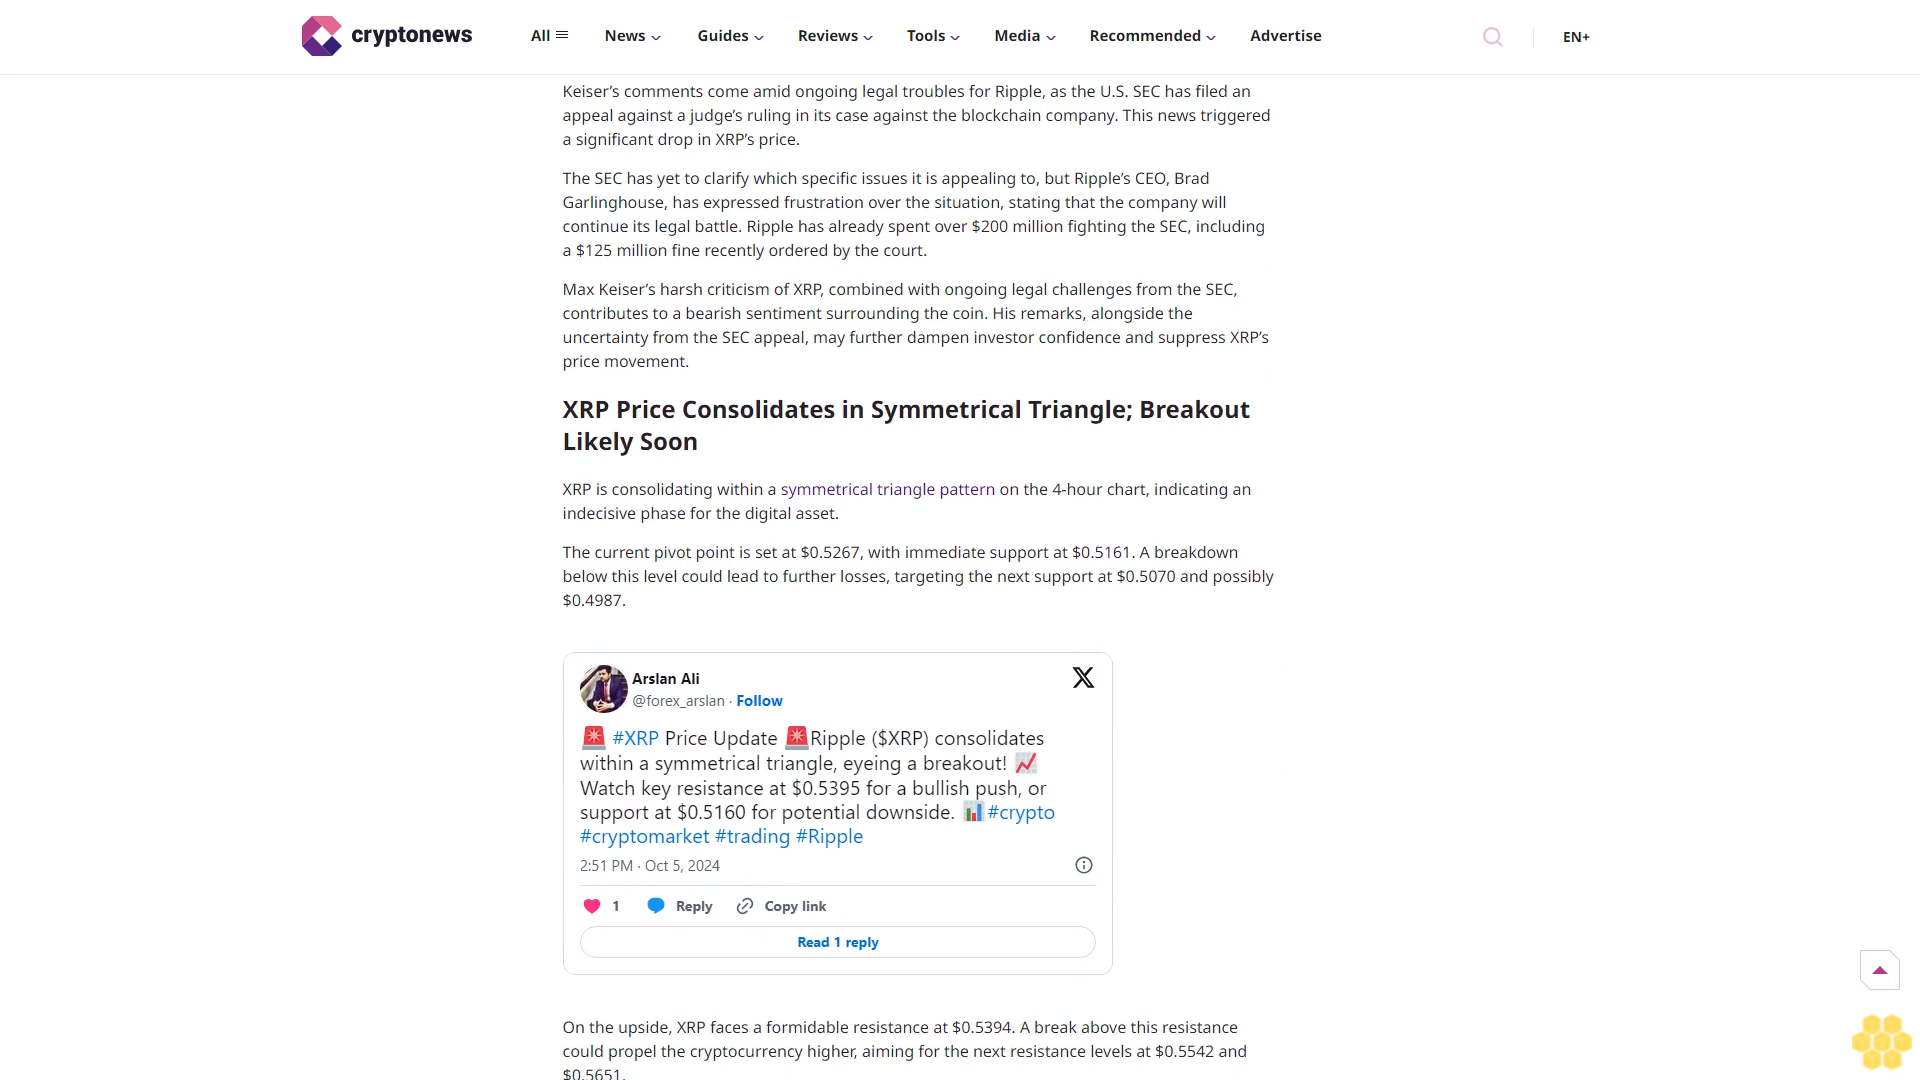 cryptonews
All
News
Guides
Reviews
Tools
Media
Recommended
Advertise
EN+
Keiser’s comments come amid ongoing legal troubles for Ripple, as the U.S. SEC has filed an
appeal against a judge’s ruling in its case against the blockchain company. This news triggered
a significant drop in XRP’s price.
The SEC has yet to clarify which specific issues it is appealing to, but Ripple’s CEO, Brad
Garlinghouse, has expressed frustration over the situation, stating that the company will
continue its legal battle. Ripple has already spent over $200 million fighting the SEC, including
a $125 million fine recently ordered by the court.
Max Keiser’s harsh criticism of XRP, combined with ongoing legal challenges from the SEC,
contributes to a bearish sentiment surrounding the coin. His remarks, alongside the
uncertainty from the SEC appeal, may further dampen investor confidence and suppress XRP’s
price movement.
XRP Price Consolidates in Symmetrical Triangle; Breakout
Likely Soon
XRP is consolidating within a symmetrical triangle pattern on the 4-hour chart, indicating an
indecisive phase for the digital asset.
The current pivot point is set at $0.5267, with immediate support at $0.5161. A breakdown
below this level could lead to further losses, targeting the next support at $0.5070 and possibly
$0.4987.
Arslan Ali
@forex_arslan · Follow
🚨 #XRP Price Update 🚨Ripple ($XRP) consolidates
within a symmetrical triangle, eyeing a breakout! 📈
Watch key resistance at $0.5395 for a bullish push, or
support at $0.5160 for potential downside. 📊#crypto
#cryptomarket #trading #Ripple
2:51 PM · Oct 5, 2024
1 Reply Copy link
Read 1 reply
On the upside, XRP faces a formidable resistance at $0.5394. A break above this resistance
could propel the cryptocurrency higher, aiming for the next resistance levels at $0.5542 and
$0.5651.